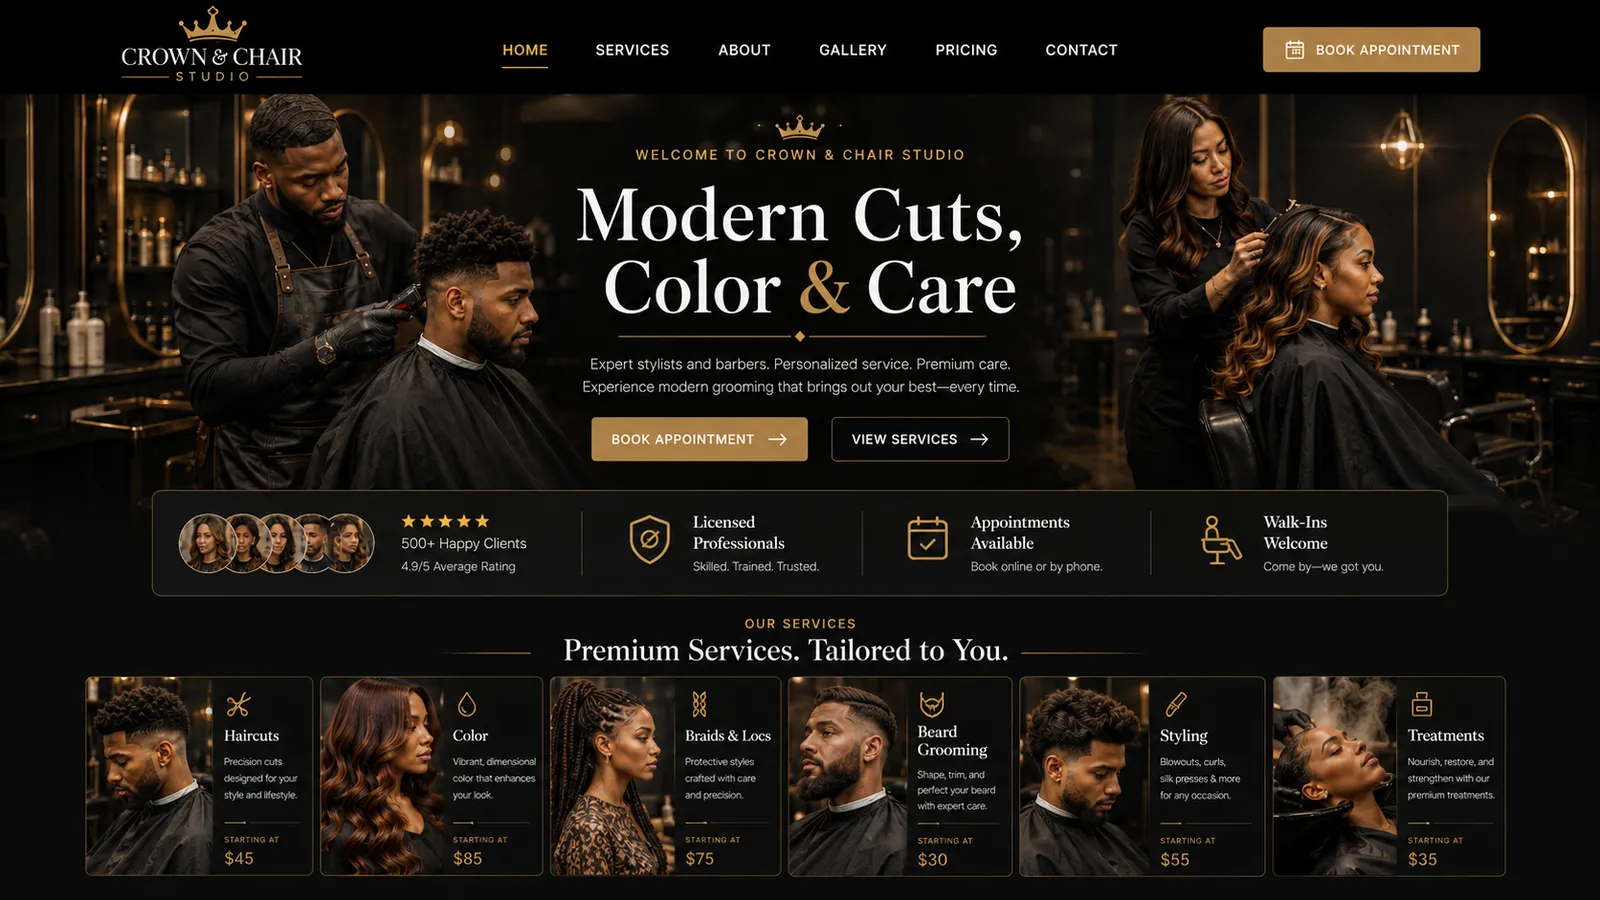 CROWN & CHAIR
STUDIO
HOME
SERVICES
ABOUT
GALLERY
PRICING
CONTACT
BOOK APPOINTMENT
WELCOME TO CROWN & CHAIR STUDIO
Modern Cuts,
Color & Care
Expert stylists and barbers. Personalized service. Premium care.
Experience modern grooming that brings out your best—every time.
BOOK APPOINTMENT
VIEW SERVICES
500+ Happy Clients
4.9/5 Average Rating
Licensed
Professionals
Skilled. Trained. Trusted.
Appointments
Available
Book online or by phone.
Walk-Ins
Welcome
Come by—we got you.
OUR SERVICES
Premium Services. Tailored to You.
Haircuts
Precision cuts
designed for your
style and lifestyle.
STARTING AT
$45
Color
Vibrant, dimensional
color that enhances
your look.
STARTING AT
$85
Braids & Locs
Protective styles
crafted with care
and precision.
STARTING AT
$75
Beard
Grooming
Shape, trim, and
perfect your beard
with expert care.
STARTING AT
$30
Styling
Blowouts, curls,
silk presses & more
for any occasion.
STARTING AT
$55
Treatments
Nourish, restore, and
strengthen with our
premium treatments.
STARTING AT
$35